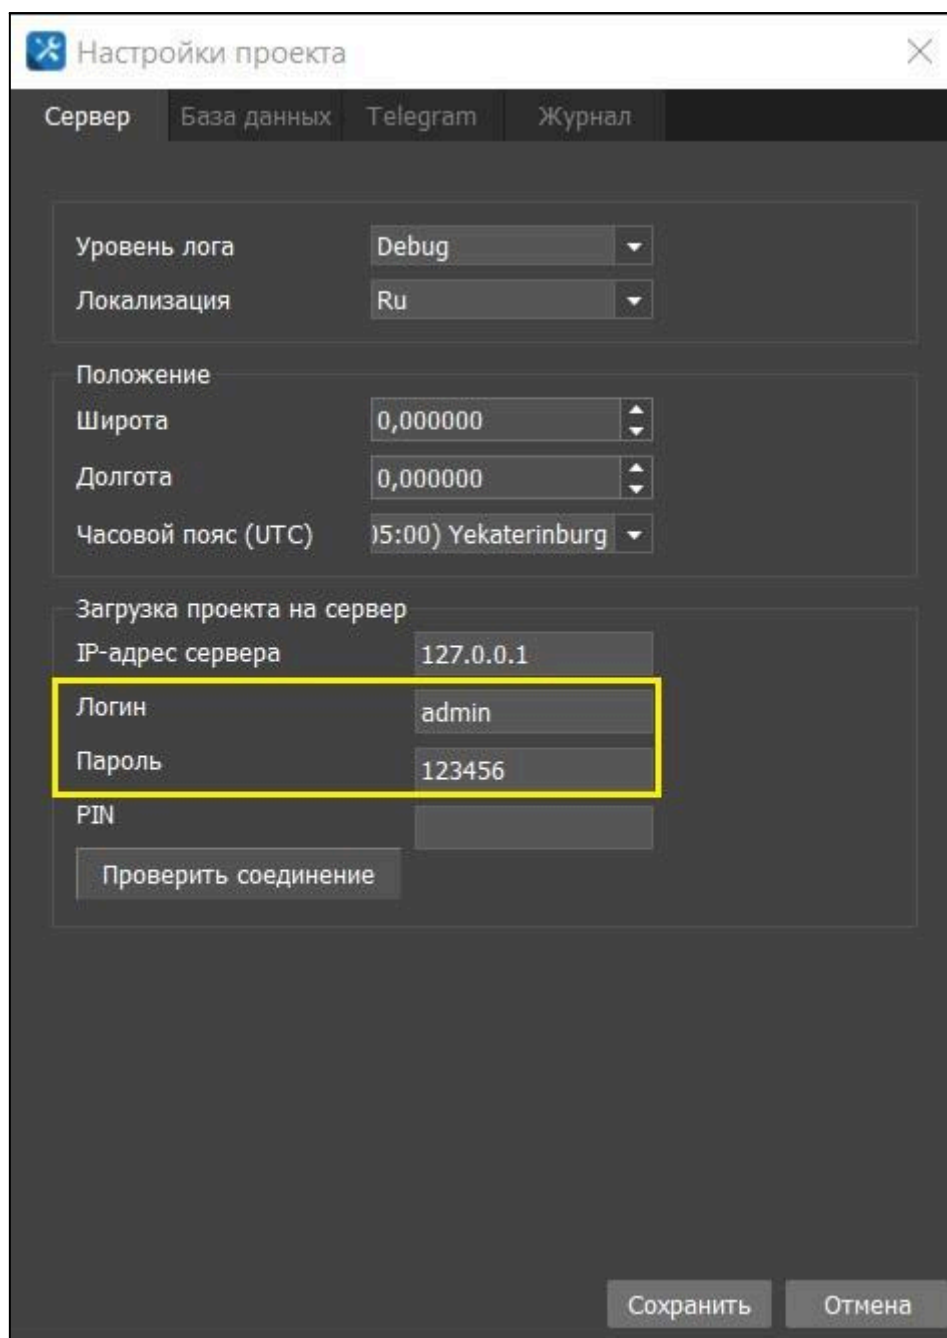 Настройки проекта
Сервер База данных Telegram Журнал
Уровень лога Debug
Локализация Ru
Положение
Широта 0,000000
Долгота 0,000000
Часовой пояс (UTC) 05:00) Yekaterinburg
Загрузка проекта на сервер
IP-адрес сервера 127.0.0.1
Логин admin
Пароль 123456
PIN
Проверить соединение
Сохранить Отмена